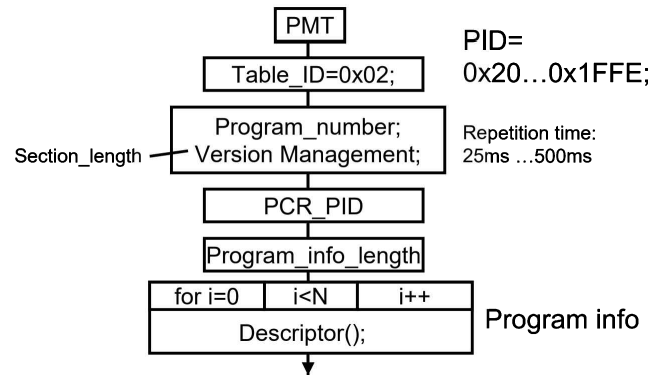 PMT
PID=
0x20...0x1FFE;
Table_ID=0x02;
Program_number;
Version Management;
Section_length
Repetition time:
25ms ...500ms
PCR_PID
Program_info_length
for i=0 i<N i++
Descriptor();
Program info